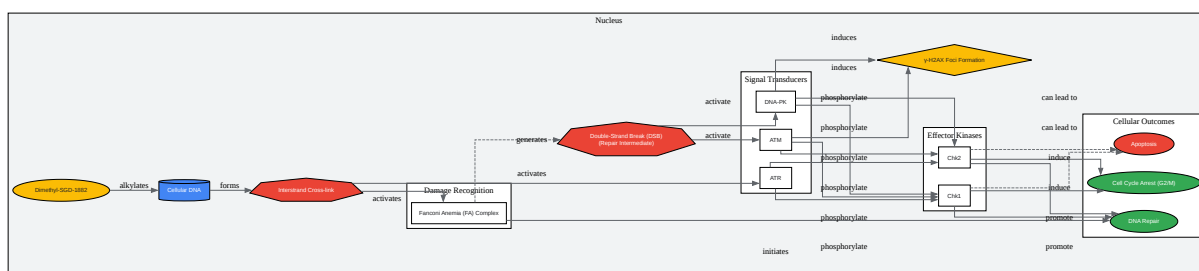 Nucleus
induces
γ-H2AX Foci Formation
induces
Signal Transducers
DNA-PK
phosphorylate
can lead to
activate
Cellular Outcomes
Double-Strand Break (DSB)
(Repair Intermediate)
generates
activate
ATM
phosphorylate
Effector Kinases
can lead to
Apoptosis
Chk2
phosphorylate
induce
activates
ATR
Cell Cycle Arrest (G2/M)
Dimethyl-SGD-1882
alkylates
Cellular DNA
forms
Interstrand Cross-link
Damage Recognition
activates
phosphorylate
Chk1
induce
Fanconi Anemia (FA) Complex
phosphorylate
promote
DNA Repair
initiates
phosphorylate
promote